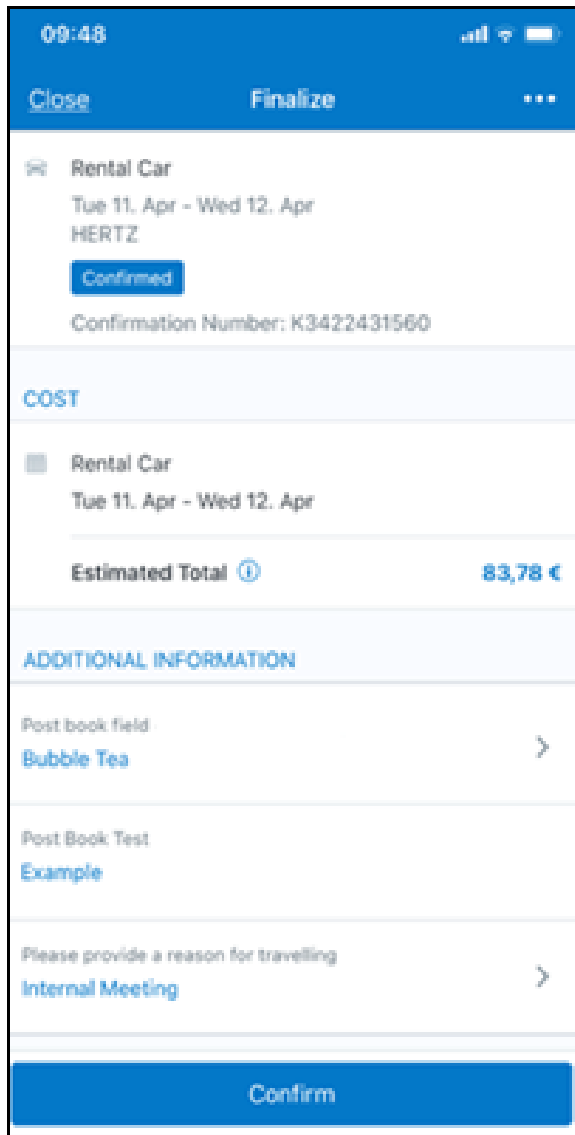 09:48
Close Finalize
Rental Car
Tue 11. Apr - Wed 12. Apr
HERTZ
Confirmed
Confirmation Number: K3422431560
COST
Rental Car
Tue 11. Apr - Wed 12. Apr
Estimated Total 83,78 €
ADDITIONAL INFORMATION
Post book field
Bubble Tea
Post Book Test
Example
Please provide a reason for travelling
Internal Meeting
Confirm